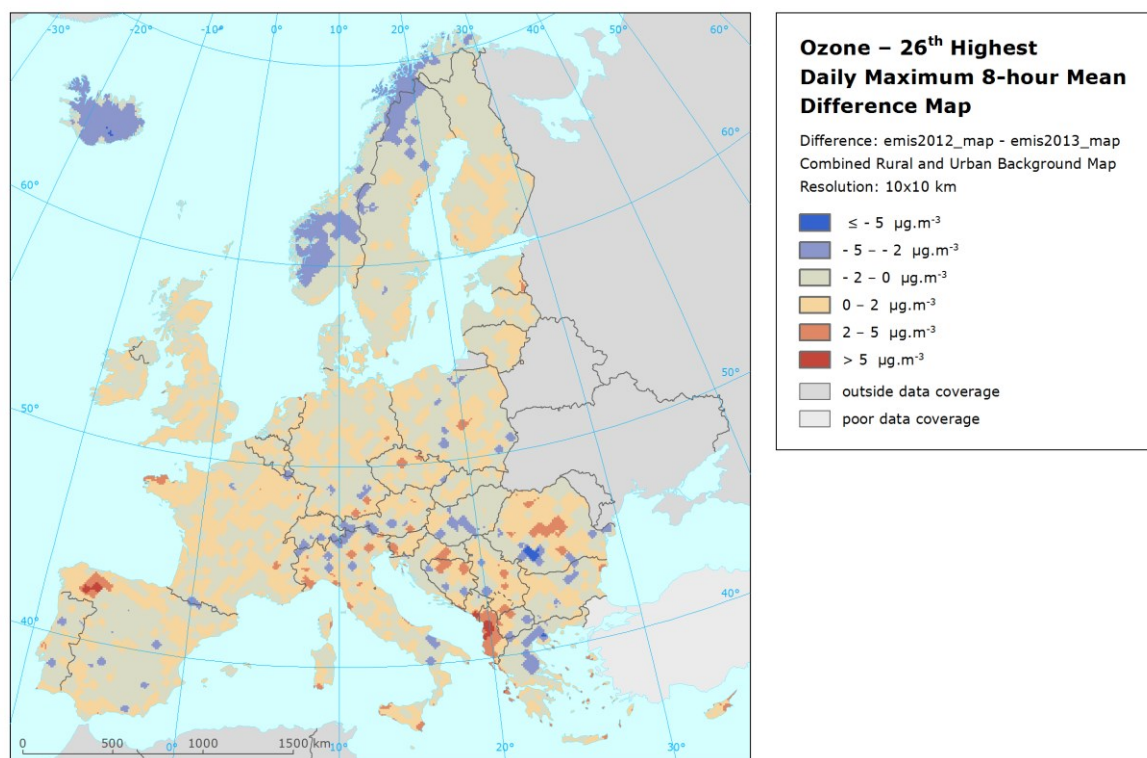 -30° -20° -10° 0° 10° 20° 30° 40° 50° 60°
60°
60°
50°
50°
40°
40°
0 500 1000 1500 km
0° 10° 20° 30°
Ozone – 26th Highest
Daily Maximum 8-hour Mean
Difference Map
Difference: emis2012_map - emis2013_map
Combined Rural and Urban Background Map
Resolution: 10x10 km
≤ - 5 µg.m-3
- 5 – - 2 µg.m-3
- 2 – 0 µg.m-3
0 – 2 µg.m-3
2 – 5 µg.m-3
> 5 µg.m-3
outside data coverage
poor data coverage